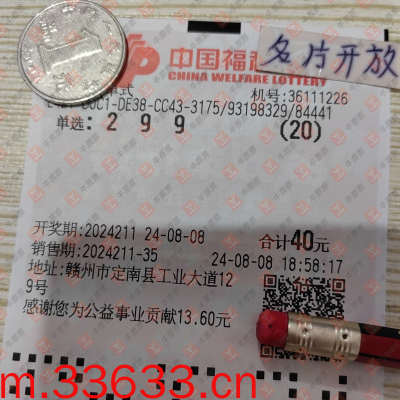 中国福
名片开放
CHINA WELFARE LOTTERY
单式
机号:36111226
DE38-CC43-3175/93198329/84441
单选: 2 9 9 (20)
开奖期:2024211 24-08-08 合计40元
销售期:2024211-35 24-08-08 18:58:17
地址:赣州市定南县工业大道12
9号
感谢您为公益事业贡献13.60元
m.33633.cn